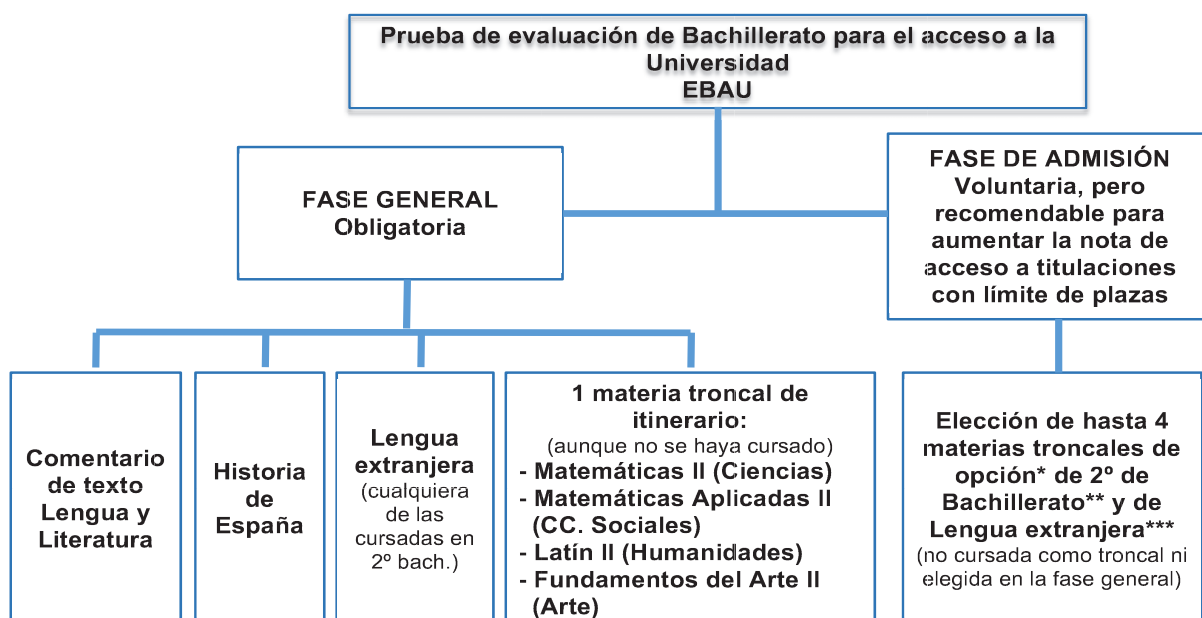 Prueba de evaluación de Bachillerato para el acceso a la
Universidad
EBAU
FASE GENERAL
Obligatoria
FASE DE ADMISIÓN
Voluntaria, pero
recomendable para
aumentar la nota de
acceso a titulaciones
con límite de plazas
Comentario
de texto
Lengua y
Literatura
Historia
de
España
Lengua
extranjera
(cualquiera
de las
cursadas en
2º bach.)
1 materia troncal de
itinerario:
(aunque no se haya cursado)
- Matemáticas II (Ciencias)
- Matemáticas Aplicadas II
(CC. Sociales)
- Latín II (Humanidades)
- Fundamentos del Arte II
(Arte)
Elección de hasta 4
materias troncales de
opción* de 2º de
Bachillerato** y de
Lengua extranjera***
(no cursada como troncal ni
elegida en la fase general)